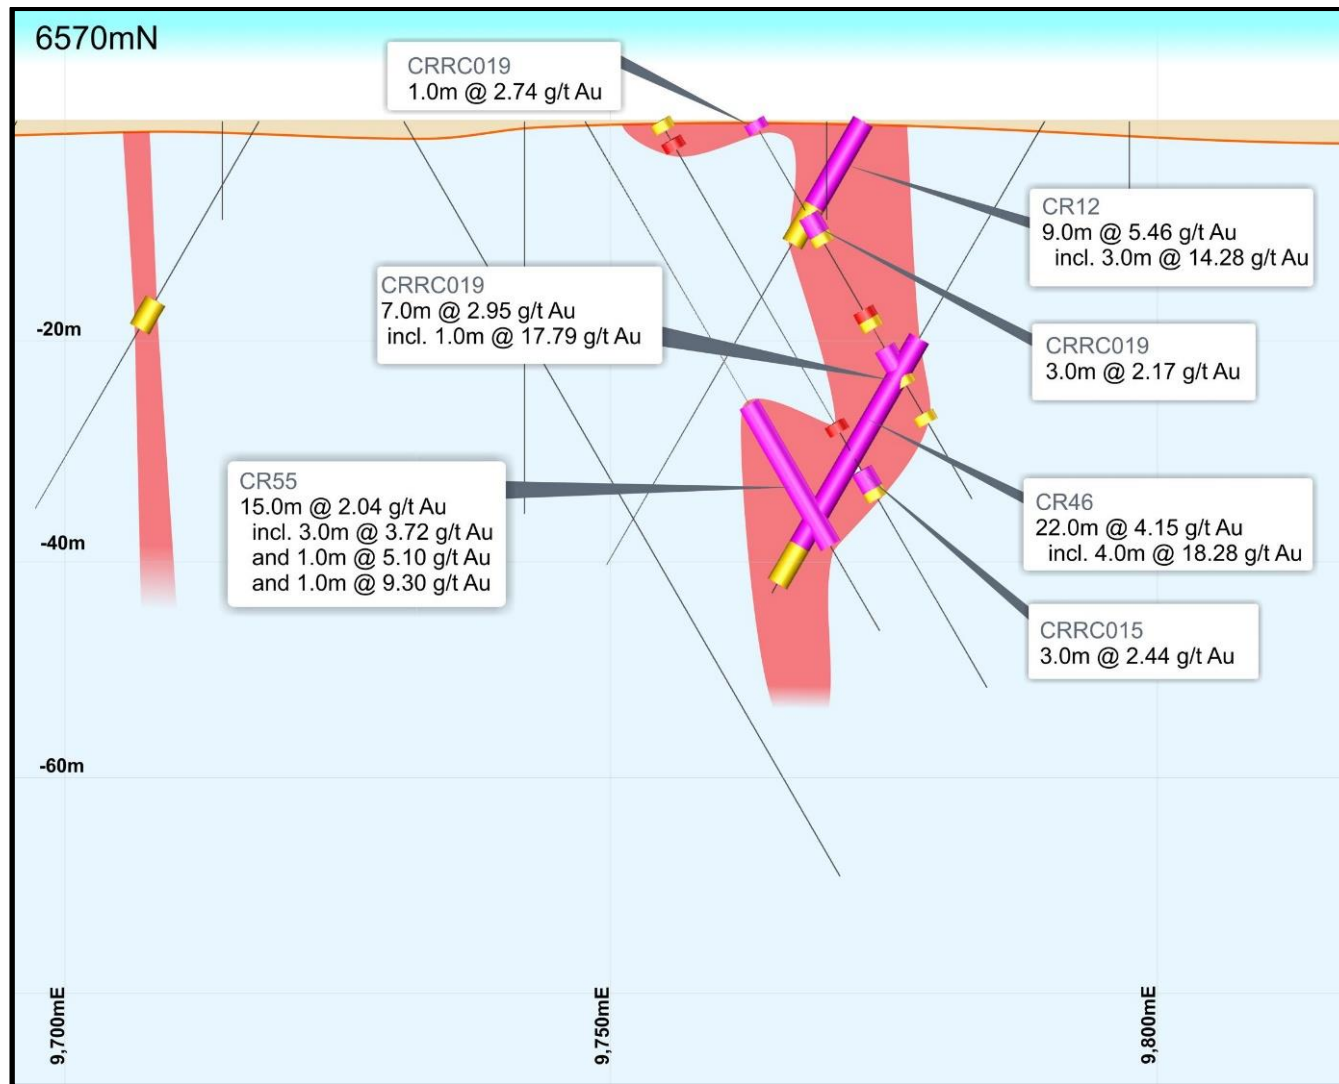 6570mN
CRRC019
1.0m @ 2.74 g/t Au
CR12
9.0m @ 5.46 g/t Au
incl. 3.0m @ 14.28 g/t Au
CRRC019
7.0m @ 2.95 g/t Au
incl. 1.0m @ 17.79 g/t Au
-20m
CRRC019
3.0m @ 2.17 g/t Au
CR55
15.0m @ 2.04 g/t Au
incl. 3.0m @ 3.72 g/t Au
and 1.0m @ 5.10 g/t Au
and 1.0m @ 9.30 g/t Au
-40m
CR46
22.0m @ 4.15 g/t Au
incl. 4.0m @ 18.28 g/t Au
CRRC015
3.0m @ 2.44 g/t Au
-60m
9,700mE
9,750mE
9,800mE